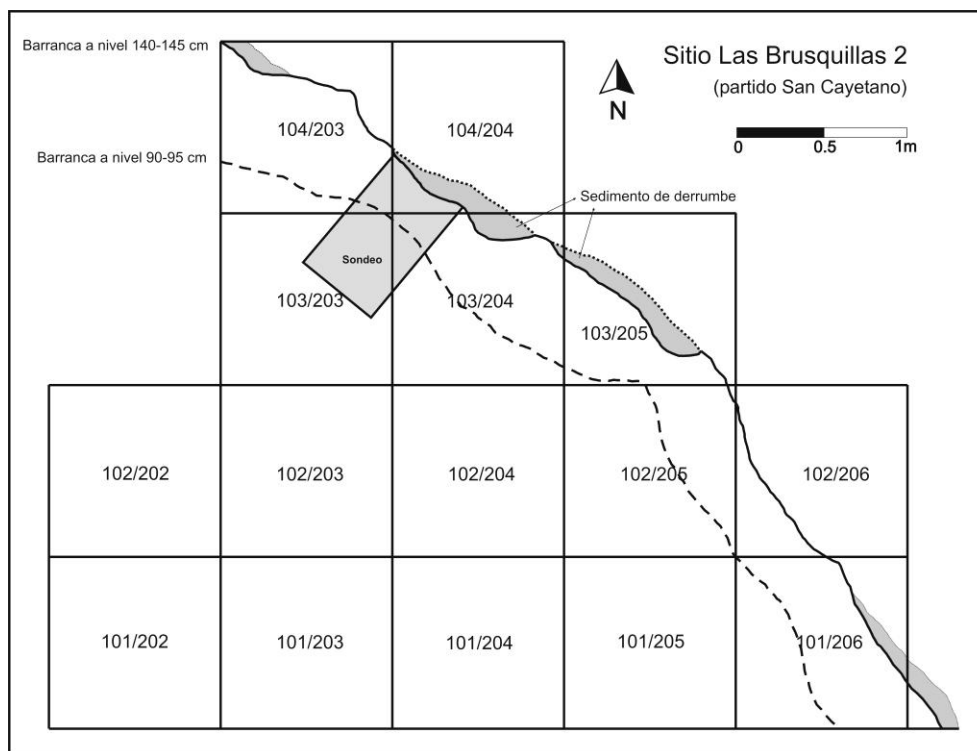 Barranca a nivel 140-145 cm
Sitio Las Brusquillas 2
(partido San Cayetano)
N
0 0.5 1m
104/203 104/204
Barranca a nivel 90-95 cm
Sedimento de derrumbe
Sondeo
103/203 103/204
103/205
102/202 102/203 102/204 102/205 102/206
101/202 101/203 101/204 101/205 101/206